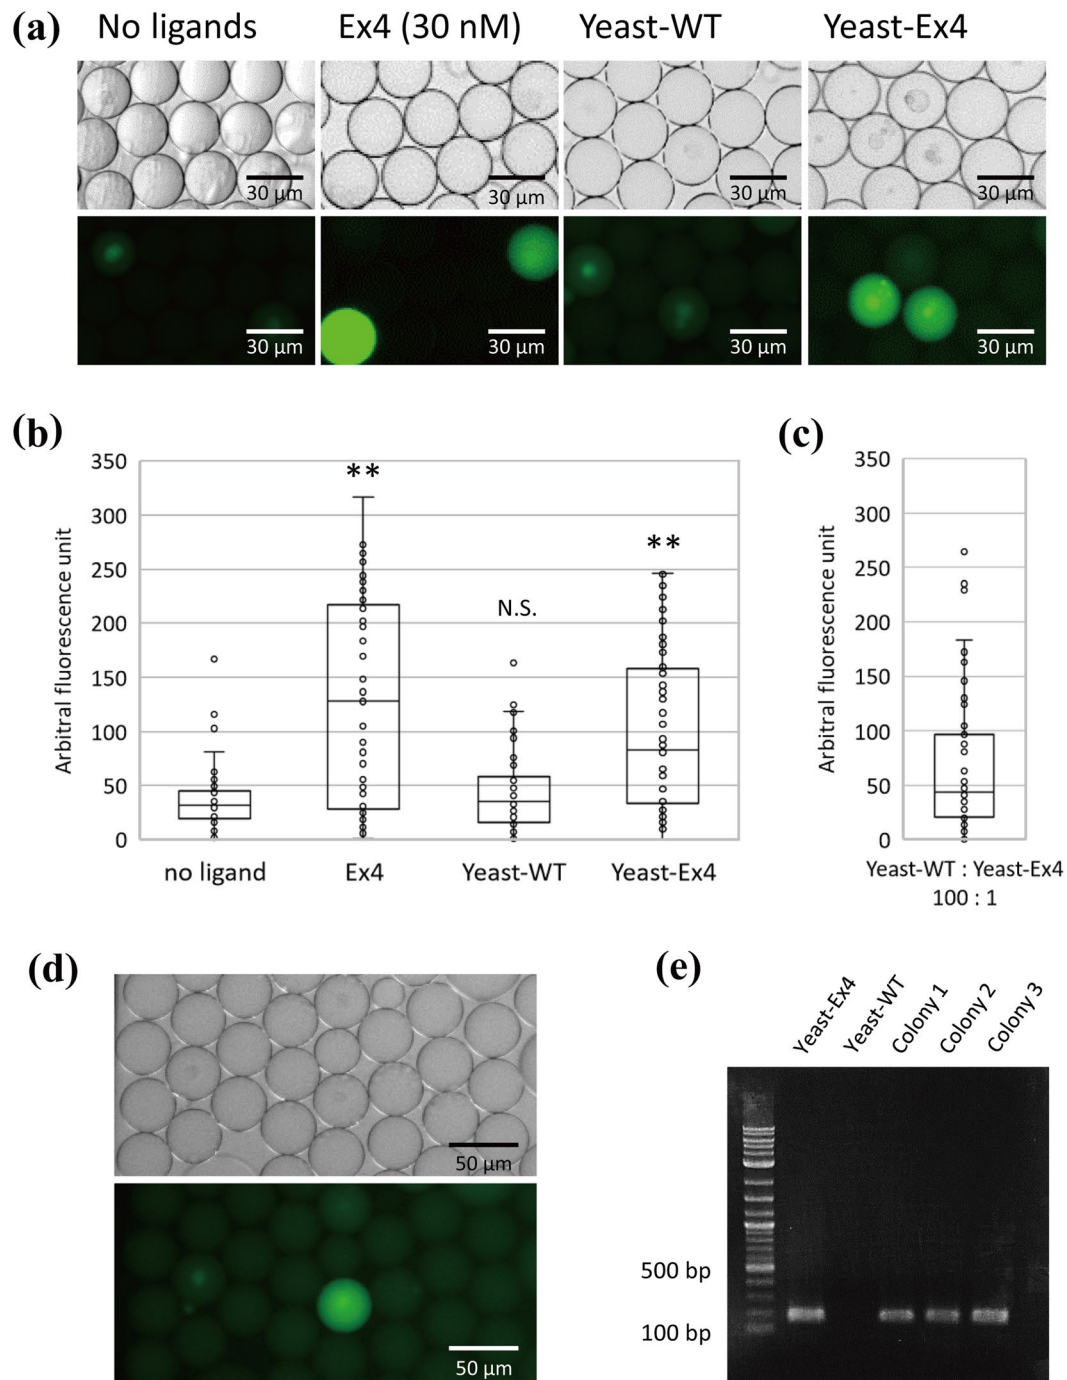 (a)
No ligands
Ex4 (30 nM)
Yeast-WT
Yeast-Ex4
30 µm
30 µm
30 µm
30 µm
30 µm
30 µm
30 µm
30 µm
(b)
Arbitral fluorescence unit
350
300
250
200
150
100
50
0
**
N.S.
**
no ligand
Ex4
Yeast-WT
Yeast-Ex4
(c)
Arbitral fluorescence unit
350
300
250
200
150
100
50
0
Yeast-WT : Yeast-Ex4
100 : 1
(d)
50 µm
50 µm
(e)
Yeast-Ex4
Yeast-WT
Colony 1
Colony 2
Colony 3
500 bp
100 bp